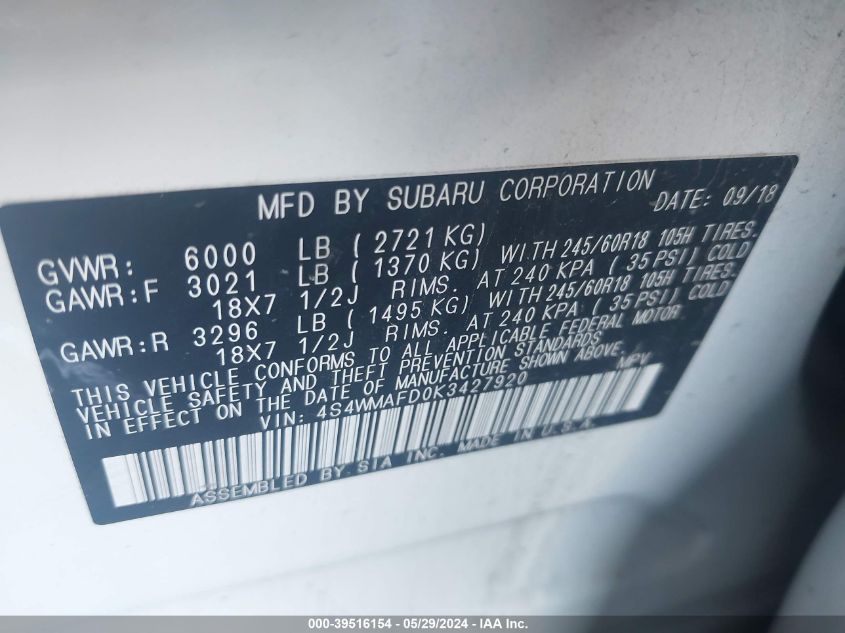 MFD BY SUBARU CORPORATION DATE: 09/18
GVWR: 6000 LB ( 2721 KG)
GAWR:F 3021 LB ( 1370 KG) WITH 245/60R18 105H TIRES.
18X7 1/2J RIMS. AT 240 KPA ( 35 PSI) COLD
GAWR:R 3296 LB ( 1495 KG) WITH 245/60R18 105H TIRES.
18X7 1/2J RIMS. AT 240 KPA ( 35 PSI) COLD
THIS VEHICLE CONFORMS TO ALL APPLICABLE FEDERAL MOTOR
VEHICLE SAFETY AND THEFT PREVENTION STANDARDS
IN EFFECT ON THE DATE OF MANUFACTURE SHOWN ABOVE.
VIN: 4S4WMAFD0K3427920 MPV
ASSEMBLED BY SIA INC. MADE IN U.S.A.
000-39516154 - 05/29/2024 - IAA Inc.